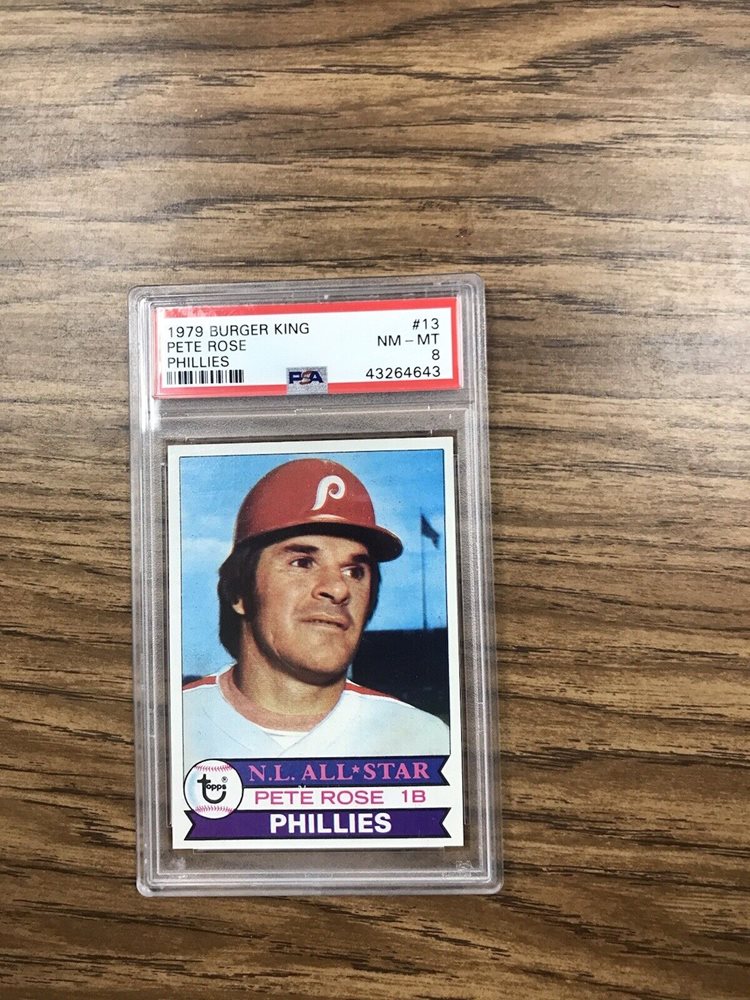 1979 BURGER KING #13
PETE ROSE NM - MT
PHILLIES 8
PSA 43264643
P
N.L. ALL★STAR
topps®
PETE ROSE 1B
PHILLIES